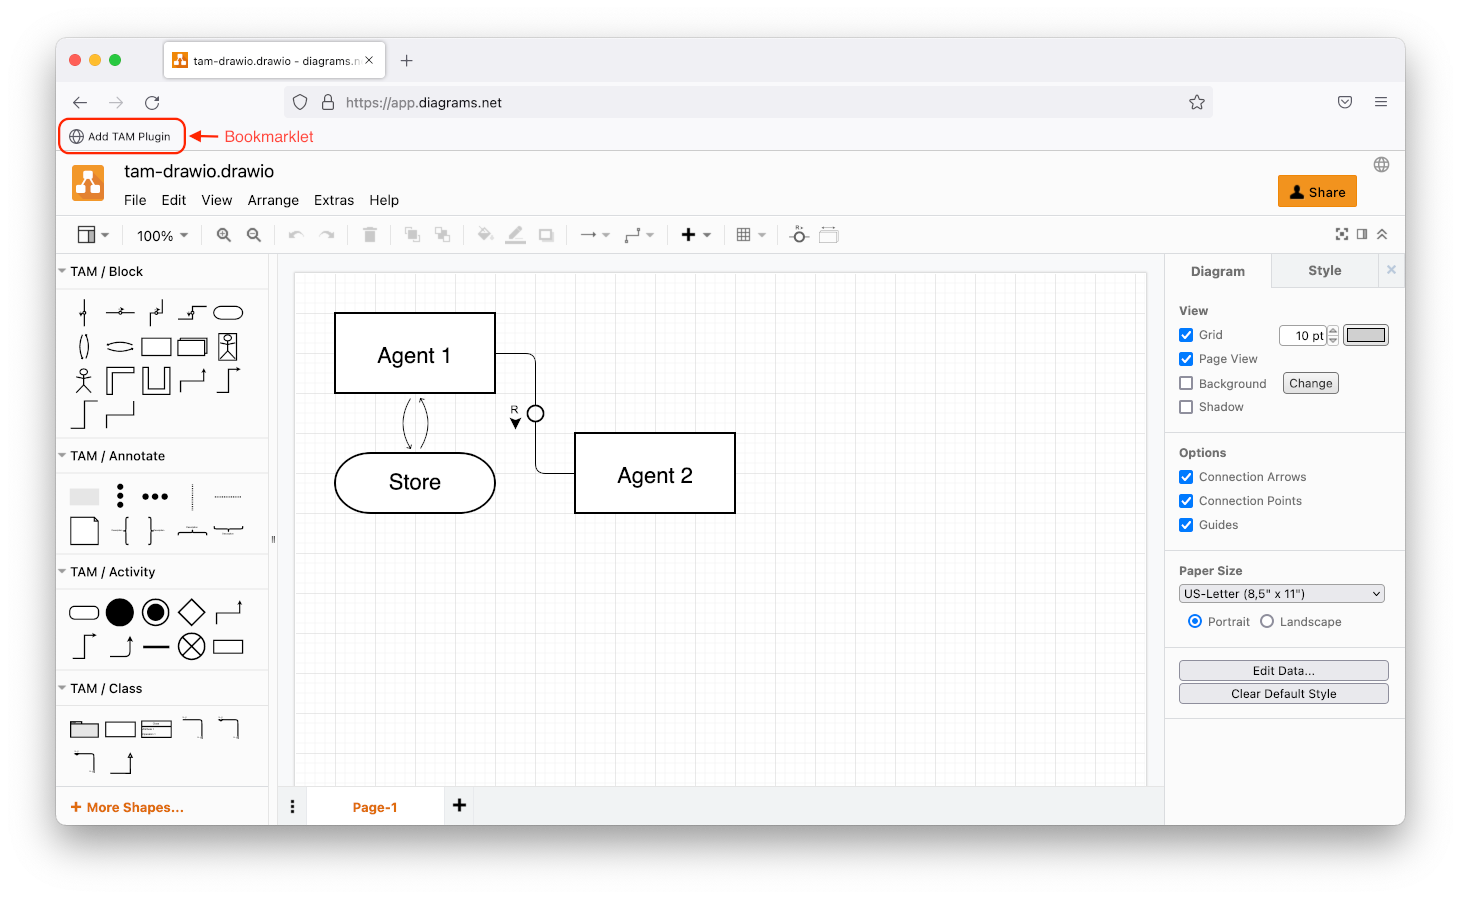 tam-drawio.drawio - diagrams.n
https://app.diagrams.net
Add TAM Plugin
Bookmarklet
tam-drawio.drawio
File Edit View Arrange Extras Help
Share
100%
TAM / Block
TAM / Annotate
TAM / Activity
TAM / Class
+ More Shapes...
Agent 1
R
Store
Agent 2
Page-1
Diagram Style
View
Grid 10 pt
Page View
Background Change
Shadow
Options
Connection Arrows
Connection Points
Guides
Paper Size
US-Letter (8,5" x 11")
Portrait Landscape
Edit Data...
Clear Default Style